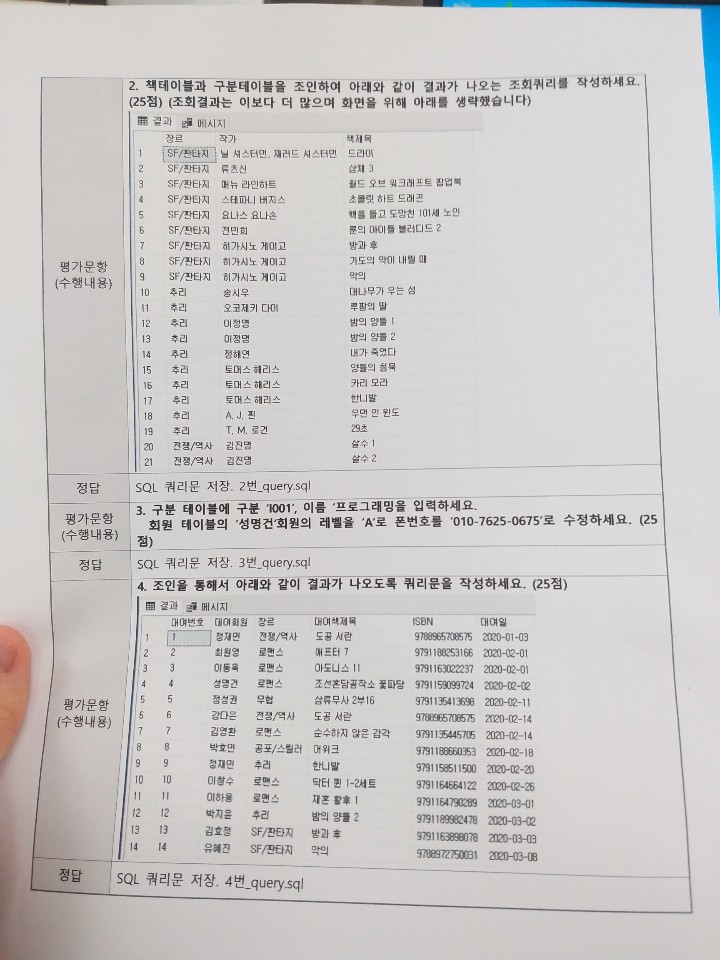 2. 책테이블과 구분테이블을 조인하여 아래와 같이 결과가 나오는 조회쿼리를 작성하세요.
(25점) (조회결과는 이보다 더 많으며 화면을 위해 아래를 생략했습니다)
결과 메시지
장르 작가 책제목
1 SF/판타지 닐 셔스터먼, 재러드 셔스터먼 드라이
2 SF/판타지 류츠신 삼체 3
3 SF/판타지 매뉴 라인하트 월드 오브 워크래프트 팝업북
4 SF/판타지 스테파니 버지스 초콜릿 하트 드래곤
5 SF/판타지 요나스 요나손 핵을 들고 도망친 101세 노인
6 SF/판타지 전민희 룬의 아이들 블러디드 2
7 SF/판타지 히가시노 게이고 방과 후
8 SF/판타지 히가시노 게이고 기도의 막이 내릴 때
9 SF/판타지 히가시노 게이고 악의
10 추리 송시우 대나무가 우는 섬
11 추리 오코제키 다이 루팡의 딸
12 추리 이정명 밤의 양들 1
13 추리 이정명 밤의 양들 2
14 추리 정해연 내가 죽였다
15 추리 토머스 해리스 양들의 침묵
16 추리 토머스 해리스 카리 모라
17 추리 토머스 해리스 한니발
18 추리 A. J. 핀 우먼 인 윈도
19 추리 T. M. 로건 29초
20 전쟁/역사 김진명 살수 1
21 전쟁/역사 김진명 살수 2
평가문항
(수행내용)
정답 SQL 쿼리문 저장. 2번_query.sql
평가문항
(수행내용)
3. 구분 테이블에 구분 'I001', 이름 '프로그래밍을 입력하세요.
회원 테이블의 '성명건'회원의 레벨을 'A'로 폰번호를 '010-7625-0675'로 수정하세요. (25
점)
정답 SQL 쿼리문 저장. 3번_query.sql
4. 조인을 통해서 아래와 같이 결과가 나오도록 쿼리문을 작성하세요. (25점)
결과 메시지
대여번호 대여회원 장르 대여책제목 ISBN 대여일
1 1 정재민 전쟁/역사 도공 서란 9788965708575 2020-01-03
2 2 최원영 로맨스 애프터 7 9791188253166 2020-02-01
3 3 이동욱 로맨스 아도니스 11 9791163022237 2020-02-01
4 4 성명건 로맨스 조선혼담공작소 꽃파당 9791159099724 2020-02-02
5 5 정성권 무협 삼류무사 2부16 9791135413698 2020-02-11
6 6 강다은 전쟁/역사 도공 서란 9788965708575 2020-02-14
7 7 김영환 로맨스 순수하지 않은 감각 9791135445705 2020-02-14
8 8 박효민 공포/스릴러 머위크 9791188660353 2020-02-18
9 9 정재민 추리 한니발 9791158511500 2020-02-20
10 10 이창수 로맨스 닥터 퀸 1-2세트 9791164664122 2020-02-26
11 11 이하용 로맨스 재혼 황후 1 9791164790289 2020-03-01
12 12 박지윤 추리 밤의 양들 2 9791189982478 2020-03-02
13 13 김효정 SF/판타지 방과 후 9791163898078 2020-03-03
14 14 유혜진 SF/판타지 악의 9788972750031 2020-03-08
평가문항
(수행내용)
정답 SQL 쿼리문 저장. 4번_query.sql